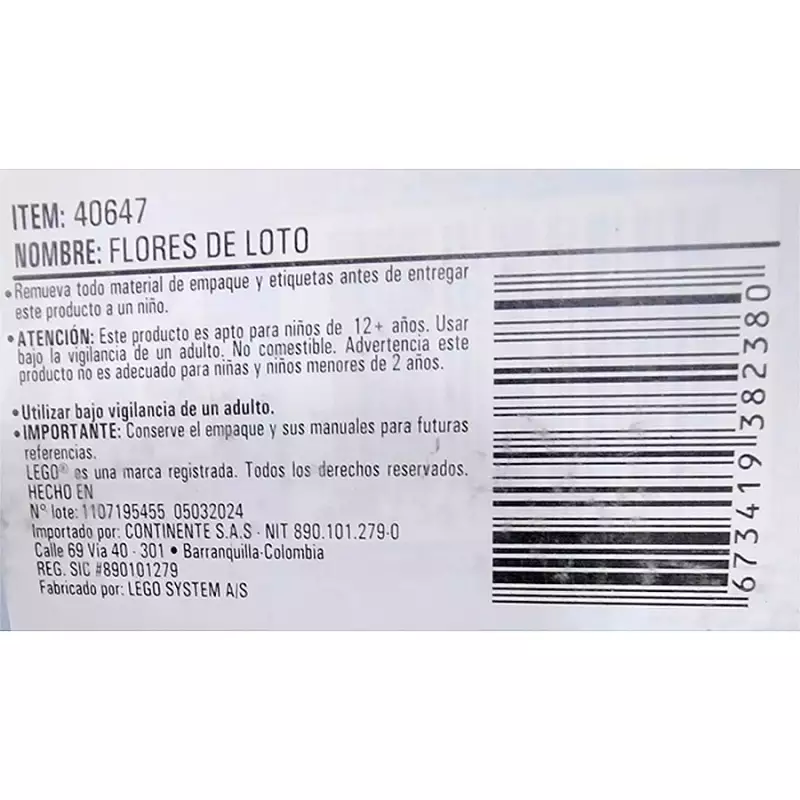 ITEM: 40647
NOMBRE: FLORES DE LOTO
• Remueva todo material de empaque y etiquetas antes de entregar
este producto a un niño.
• ATENCIÓN: Este producto es apto para niños de 12+ años. Usar
bajo la vigilancia de un adulto. No comestible. Advertencia este
producto no es adecuado para niñas y niños menores de 2 años.
• Utilizar bajo vigilancia de un adulto.
• IMPORTANTE: Conserve el empaque y sus manuales para futuras
referencias.
LEGO® es una marca registrada. Todos los derechos reservados.
HECHO EN
N° lote: 1107195455 05032024
Importado por: CONTINENTE S.A.S - NIT 890.101.279-0
Calle 69 Vía 40 - 301 • Barranquilla-Colombia
REG. SIC #890101279
Fabricado por: LEGO SYSTEM A/S
673419382380